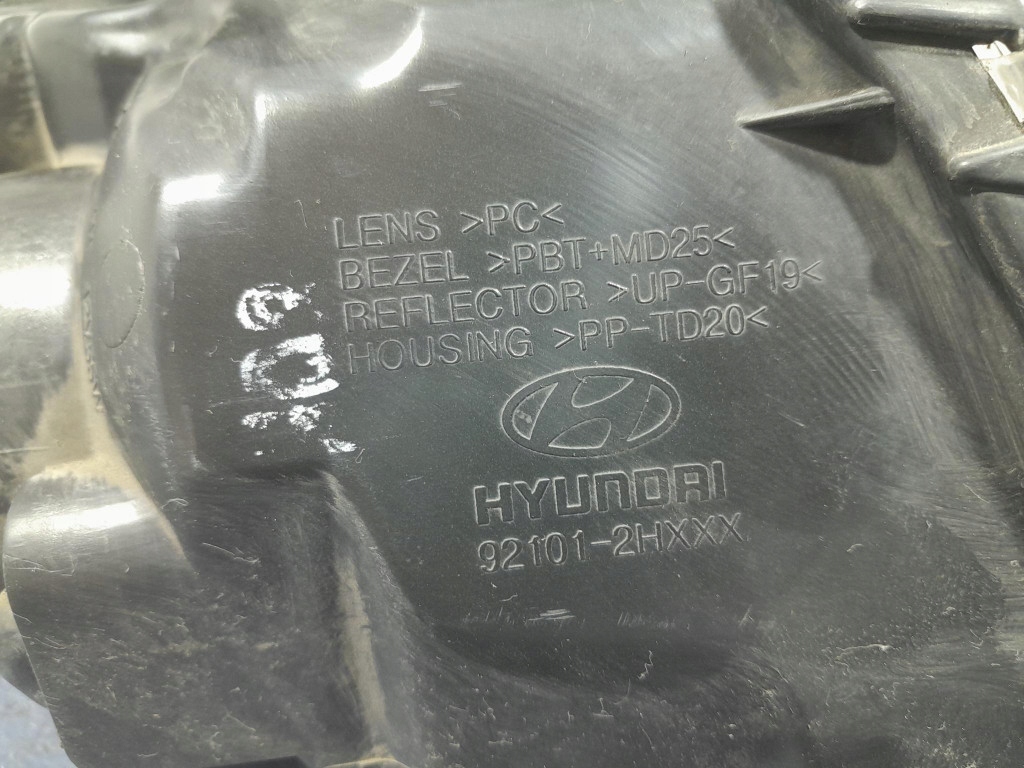 LENS >PC<
BEZEL >PBT+MD25<
REFLECTOR >UP-GF19<
HOUSING >PP-TD20<
HYUNDAI
92101-2HXXX